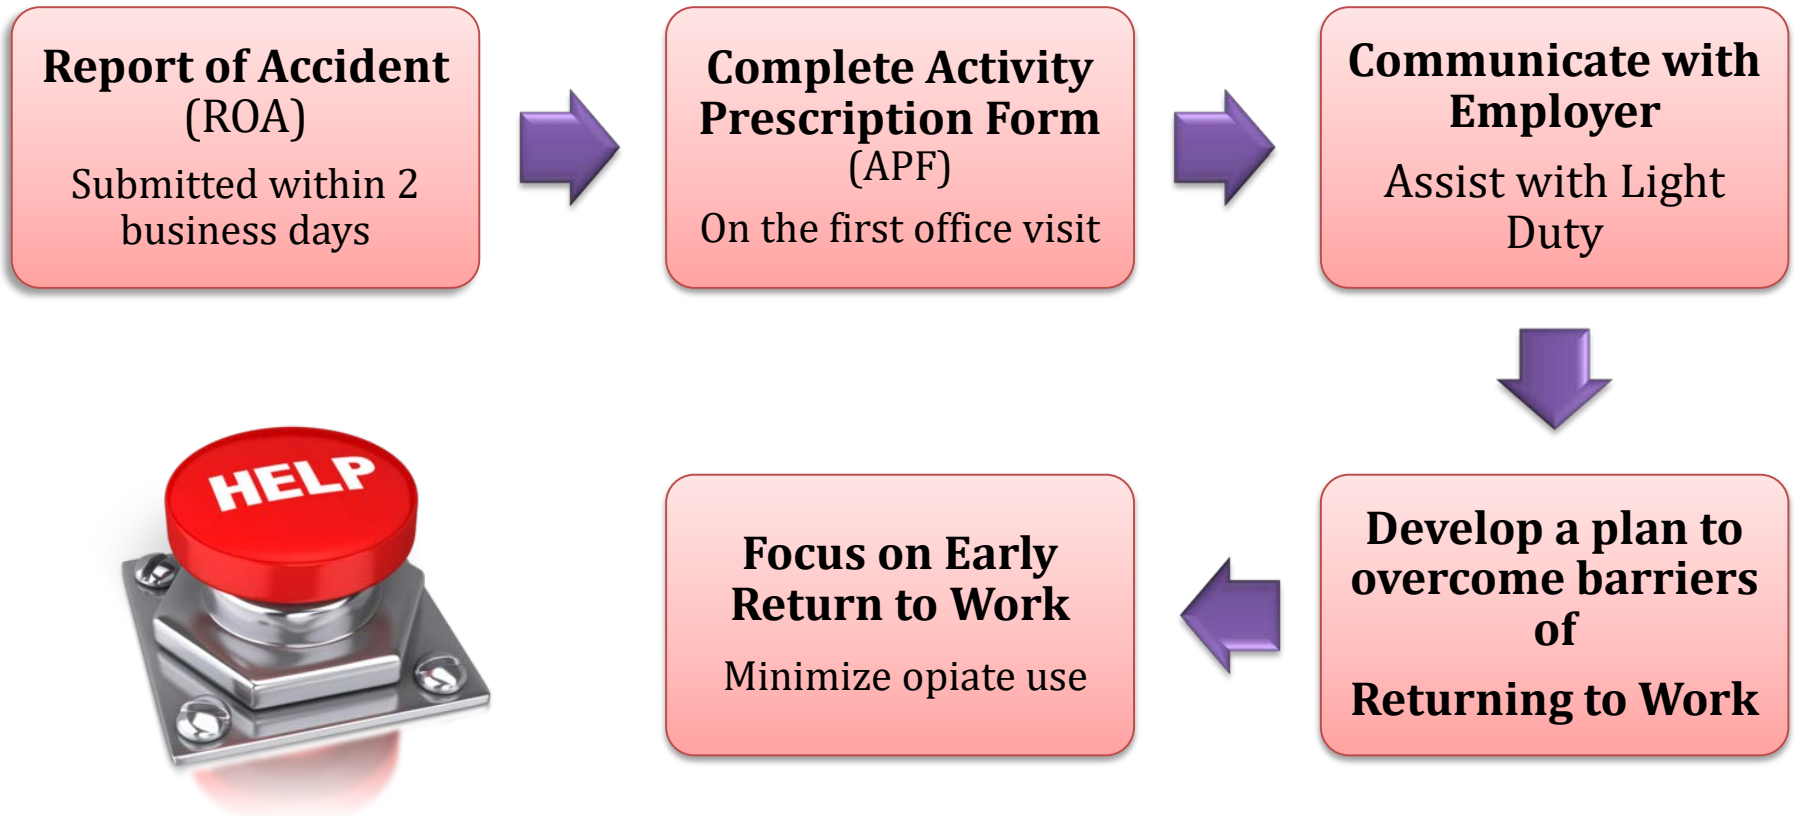 Report of Accident
(ROA)
Submitted within 2
business days
Complete Activity
Prescription Form
(APF)
On the first office visit
Communicate with
Employer
Assist with Light
Duty
Develop a plan to
overcome barriers
of
Returning to Work
Focus on Early
Return to Work
Minimize opiate use
HELP